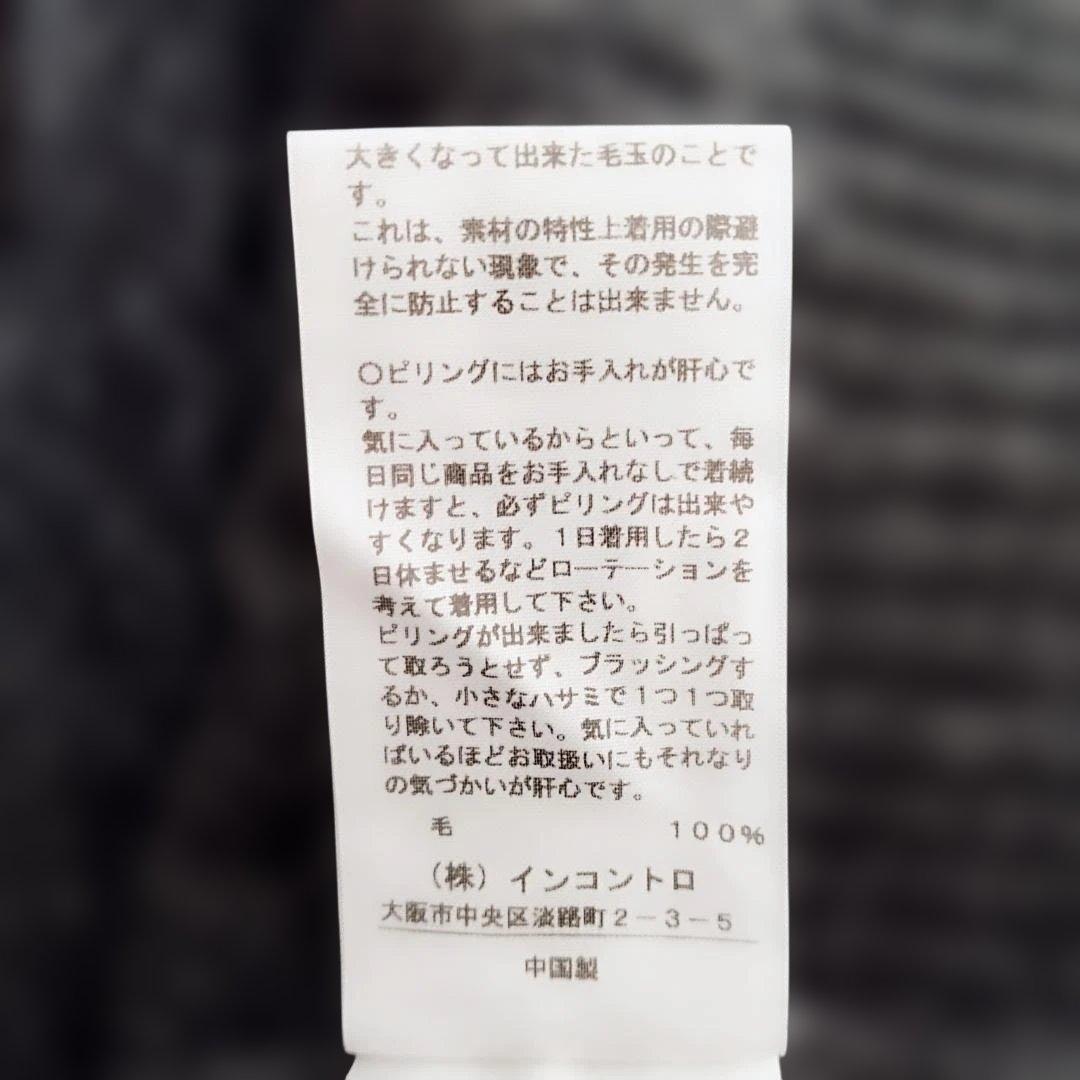 大きくなって出来た毛玉のことで
す。
これは、素材の特性上着用の際避
けられない現象で、その発生を完
全に防止することは出来ません。
○ピリングにはお手入れが肝心で
す。
気に入っているからといって、毎
日同じ商品をお手入れなしで着続
けますと、必ずピリングは出来や
すくなります。1日着用したら2
日休ませるなどローテーションを
考えて着用して下さい。
ピリングが出来ましたら引っぱっ
て取ろうとせず、ブラッシングす
るか、小さなハサミで1つ1つ取
り除いて下さい。気に入っていれ
ばいるほどお取扱いにもそれなり
の気づかいが肝心です。
毛 100%
(株)インコントロ
大阪市中央区淡路町2-3-5
中国製